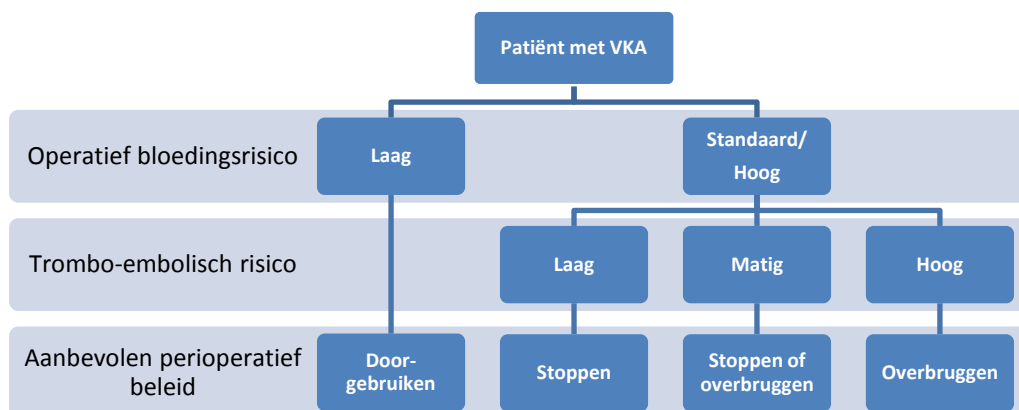 Patiënt met VKA
Operatief bloedingsrisico
Laag
Standaard/
Hoog
Trombo-embolisch risico
Laag
Matig
Hoog
Aanbevolen perioperatief
beleid
Door-
gebruiken
Stoppen
Stoppen of
overbruggen
Overbruggen